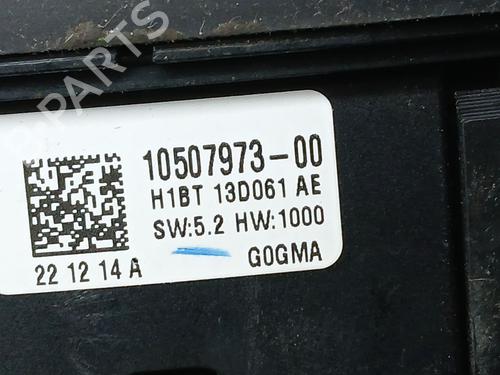 B-PARTS
10507973-00
H1BT 13D061 AE
SW:5.2 HW:1000
22 12 14 A
G0GMA